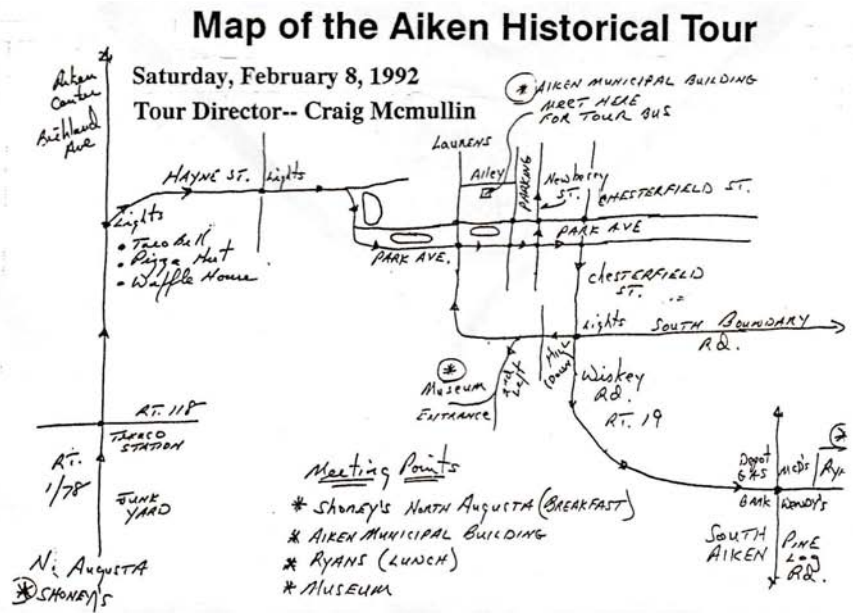 Map of the Aiken Historical Tour
Saturday, February 8, 1992
Tour Director-- Craig Mcmullin
Aiken
Center
Richland
Ave
* AIKEN MUNICIPAL BUILDING
MEET HERE
FOR TOUR BUS
LAURENS
Alley
PARKING
Newberry
ST.
CHESTERFIELD ST.
HAYNE ST.
Lights
Lights
• Taco Bell
• Pizza Hut
• Waffle House
PARK AVE
PARK AVE.
CHESTERFIELD
ST.
Lights
SOUTH BOUNDARY
RD.
HILL
(Down)
2nd
Left
* Museum
ENTRANCE
Wiskey
RD.
RT. 19
RT. 118
TEXACO
STATION
RT.
1/78
JUNK
YARD
N. AUGUSTA
* SHONEY'S
Meeting Points
* SHONEY'S NORTH AUGUSTA (BREAKFAST)
* AIKEN MUNICIPAL BUILDING
* RYANS (LUNCH)
* MUSEUM
Depot
GAS
McD's
*
BANK
WENDY'S
SOUTH
AIKEN
PINE
Log
RD.